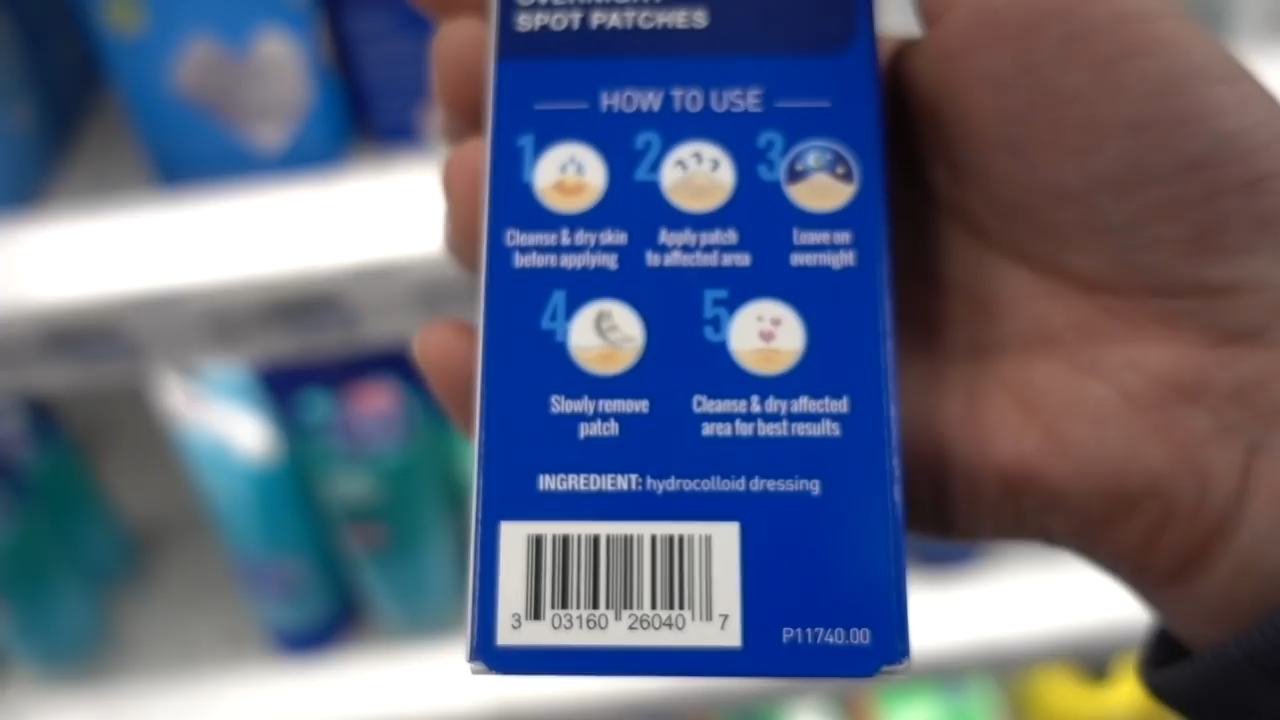 OVERNIGHT
SPOT PATCHES
HOW TO USE
1 2 3
Cleanse & dry skin
before applying
Apply patch
to affected area
Leave on
overnight
4 5
Slowly remove
patch
Cleanse & dry affected
area for best results
INGREDIENT: hydrocolloid dressing
3 03160 26040 7
P11740.00